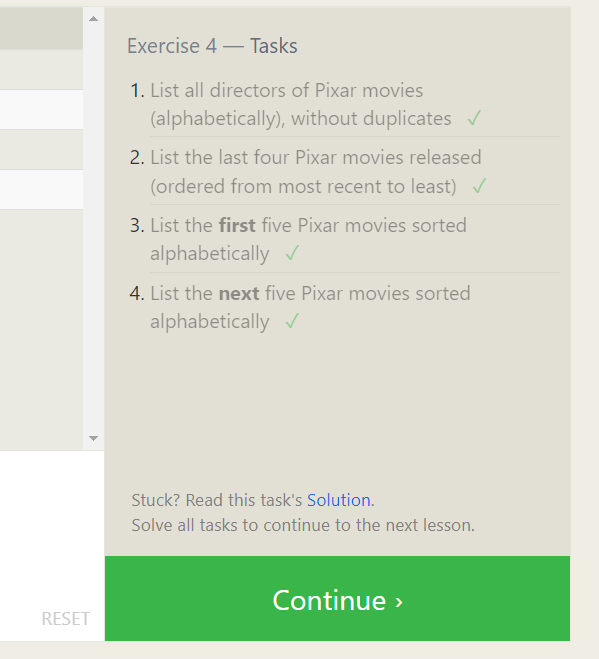 Exercise 4 — Tasks
1. List all directors of Pixar movies
(alphabetically), without duplicates ✓
2. List the last four Pixar movies released
(ordered from most recent to least) ✓
3. List the first five Pixar movies sorted
alphabetically ✓
4. List the next five Pixar movies sorted
alphabetically ✓
Stuck? Read this task's Solution.
Solve all tasks to continue to the next lesson.
RESET
Continue ›